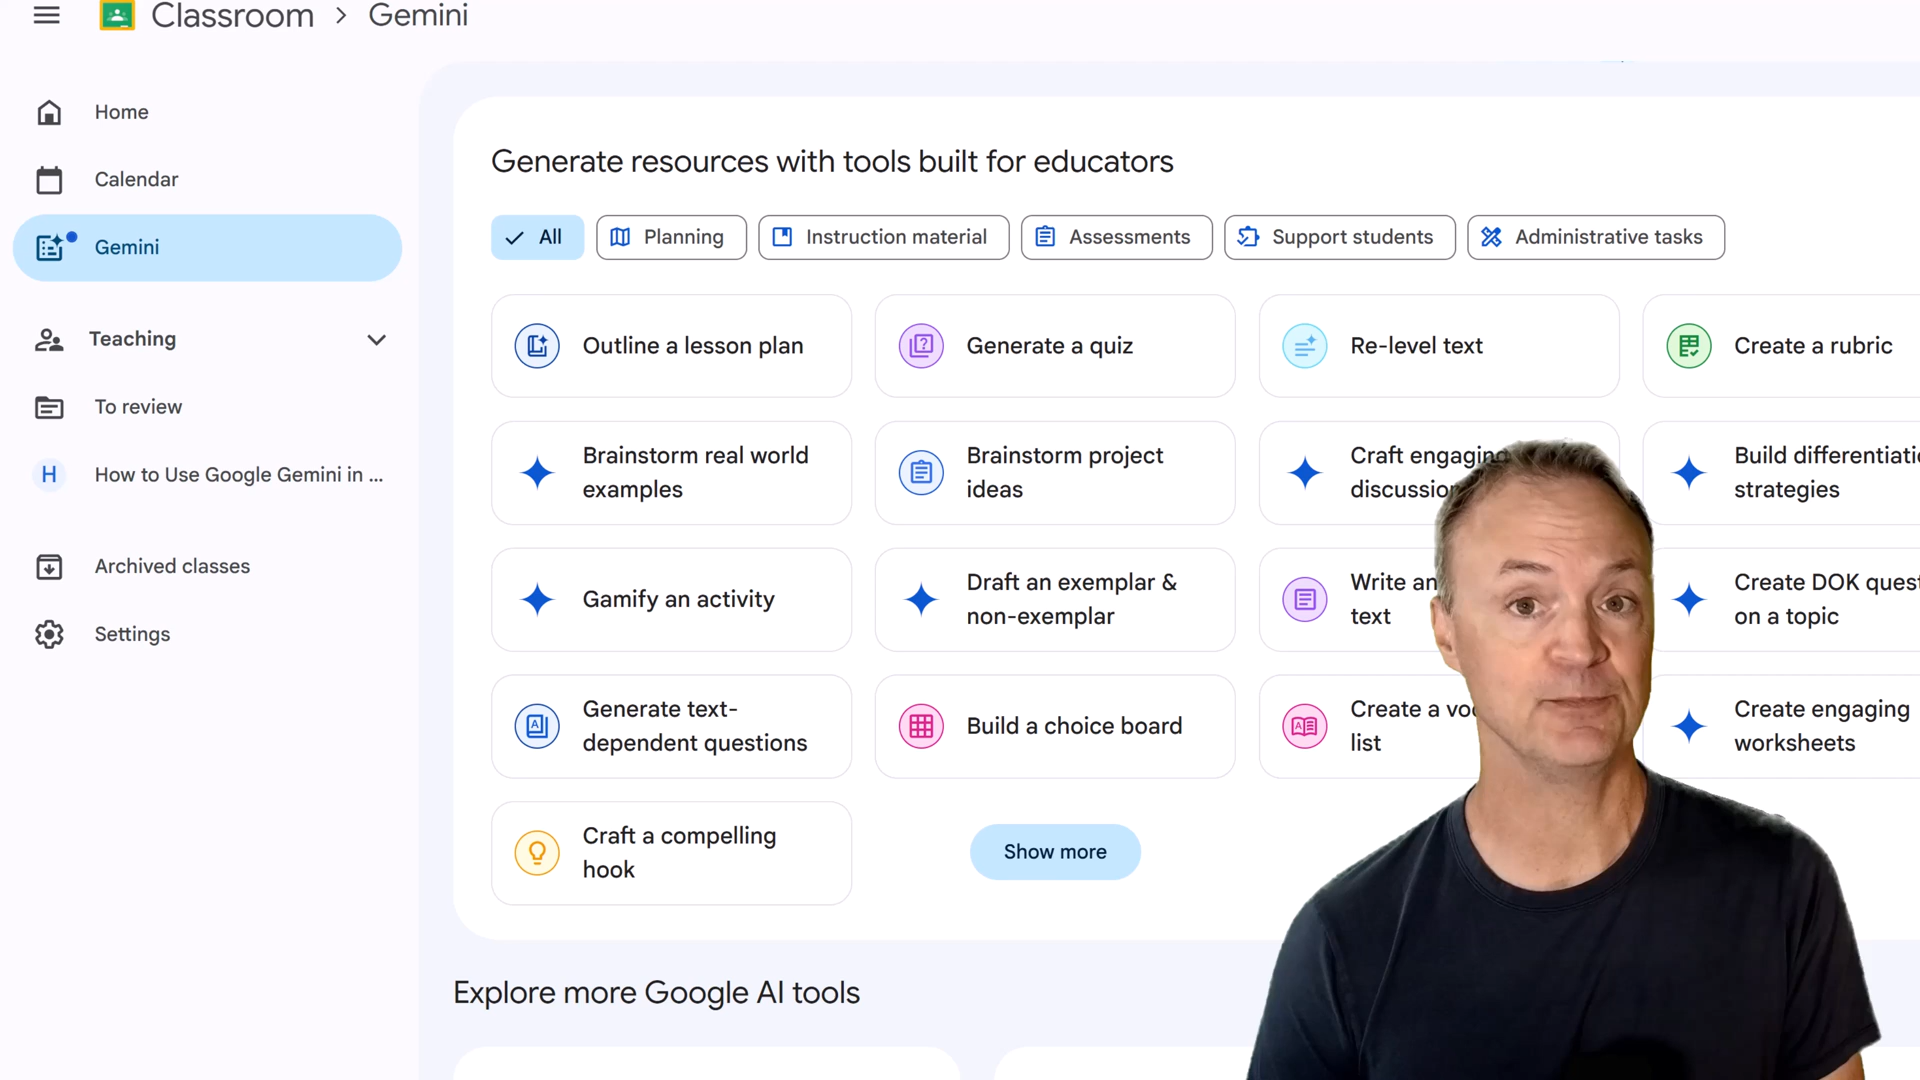 Classroom > Gemini
Home
Calendar
Gemini
Teaching
To review
H How to Use Google Gemini in ...
Archived classes
Settings
Generate resources with tools built for educators
All
Planning
Instruction material
Assessments
Support students
Administrative tasks
Outline a lesson plan
Generate a quiz
Re-level text
Create a rubric
Brainstorm real world
examples
Brainstorm project
ideas
Craft engaging
Build
strategies
Gamify an activity
Draft an exemplar &
non-exemplar
Write an
text
Create DOK
on a topic
Generate text-
dependent questions
Build a choice board
Create a
list
Create engaging
worksheets
Craft a compelling
hook
Show more
Explore more Google AI tools